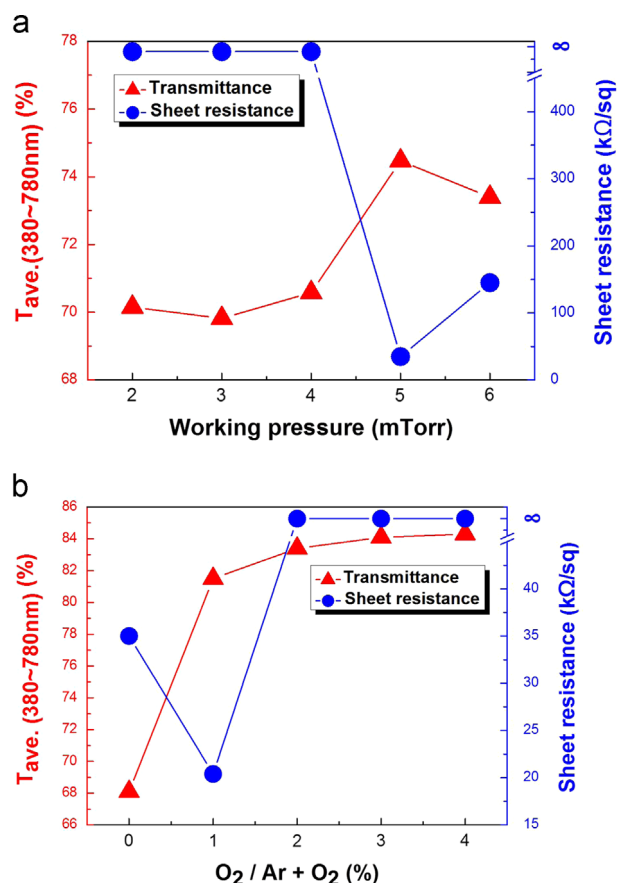 a
78
76
74
72
70
68
Tave.(380~780nm) (%)
Transmittance
Sheet resistance
8
400
300
200
100
0
Sheet resistance (kΩ/sq)
2 3 4 5 6
Working pressure (mTorr)
b
86
84
82
80
78
76
74
72
70
68
66
Tave. (380~780nm) (%)
Transmittance
Sheet resistance
8
40
35
30
25
20
15
Sheet resistance (kΩ/sq)
0 1 2 3 4
O2 / Ar + O2 (%)